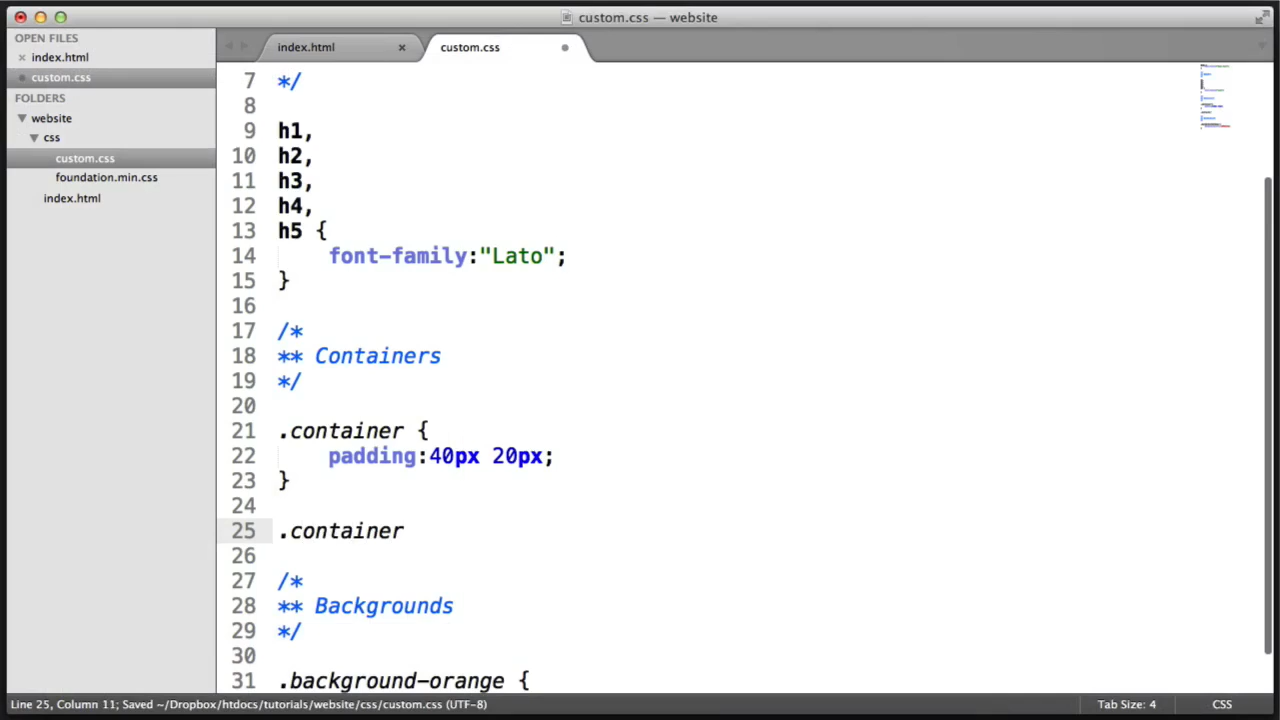 custom.css — website
OPEN FILES
index.html
custom.css
FOLDERS
website
css
custom.css
foundation.min.css
index.html
index.html
custom.css
7 */
8
9 h1,
10 h2,
11 h3,
12 h4,
13 h5 {
14 font-family:"Lato";
15 }
16
17 /*
18 ** Containers
19 */
20
21 .container {
22 padding:40px 20px;
23 }
24
25 .container
26
27 /*
28 ** Backgrounds
29 */
30
31 .background-orange {
Line 25, Column 11; Saved ~/Dropbox/htdocs/tutorials/website/css/custom.css (UTF-8)
Tab Size: 4
CSS